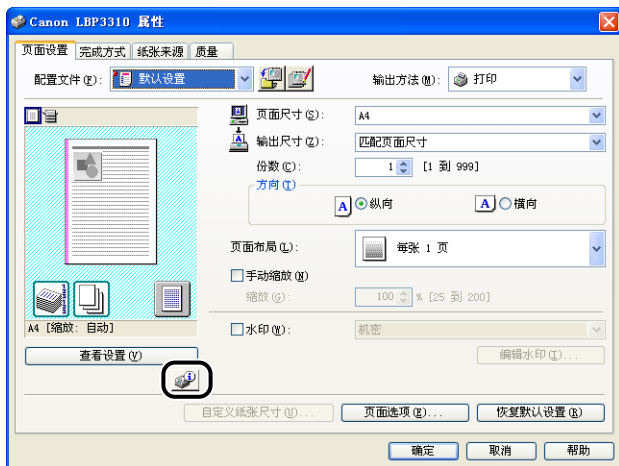 Canon LBP3310 属性
页面设置 完成方式 纸张来源 质量
配置文件(F): 默认设置 输出方法(M): 打印
页面尺寸(S): A4
输出尺寸(Z): 匹配页面尺寸
份数(C): 1 [1 到 999]
方向(T)
A 纵向 A 横向
页面布局(L): 每张 1 页
手动缩放(N)
缩放(G): 100 % [25 到 200]
A4 [缩放: 自动]
水印(W): 机密
查看设置(V) 编辑水印(I)...
自定义纸张尺寸(U)... 页面选项(E)... 恢复默认设置(R)
确定 取消 帮助